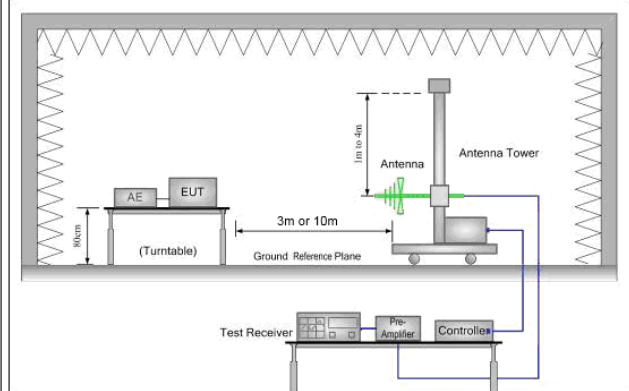 1m to 4m
Antenna
Antenna Tower
AE
EUT
80cm
3m or 10m
(Turntable)
Ground Reference Plane
Test Receiver
Pre-
Amplifier
Controller